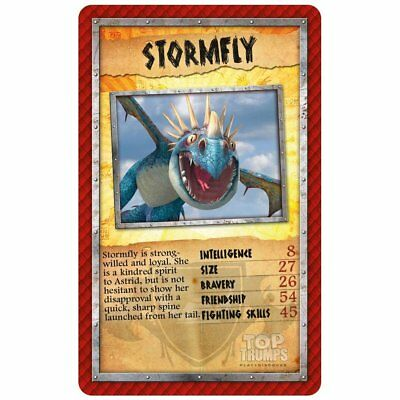 STORMFLY
Stormfly is strong-
willed and loyal. She
is a kindred spirit
to Astrid, but is not
hesitant to show her
disapproval with a
quick, sharp spine
launched from her tail.
INTELLIGENCE 8
SIZE 27
BRAVERY 26
FRIENDSHIP 54
FIGHTING SKILLS 45
TOP
TRUMPS